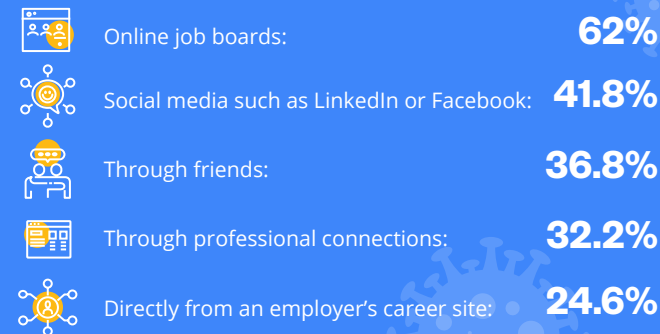 Online job boards: 62%
Social media such as LinkedIn or Facebook: 41.8%
Through friends: 36.8%
Through professional connections: 32.2%
Directly from an employer’s career site: 24.6%